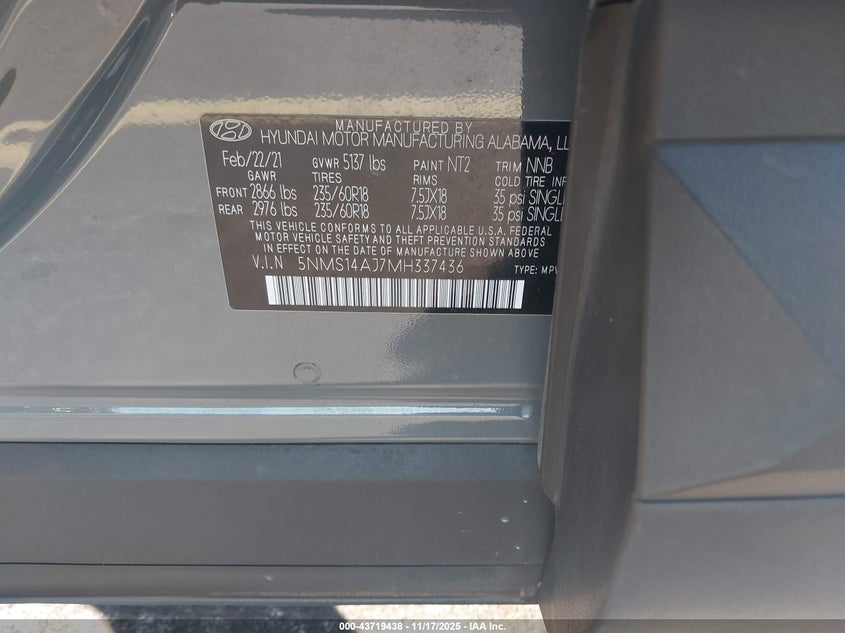 MANUFACTURED BY
HYUNDAI MOTOR MANUFACTURING ALABAMA, LL
Feb/22/21 GVWR 5137 lbs PAINT NT2 TRIM NNB
GAWR TIRES RIMS COLD TIRE INF
FRONT 2866 lbs 235/60R18 7.5JX18 35 psi SINGL
REAR 2976 lbs 235/60R18 7.5JX18 35 psi SINGL
THIS VEHICLE CONFORMS TO ALL APPLICABLE U.S.A. FEDERAL
MOTOR VEHICLE SAFETY AND THEFT PREVENTION STANDARDS
IN EFFECT ON THE DATE OF MANUFACTURE SHOWN ABOVE.
V.I.N 5NMS14AJ7MH337436 TYPE: MPV
000-43719438 - 11/17/2025 - IAA Inc.